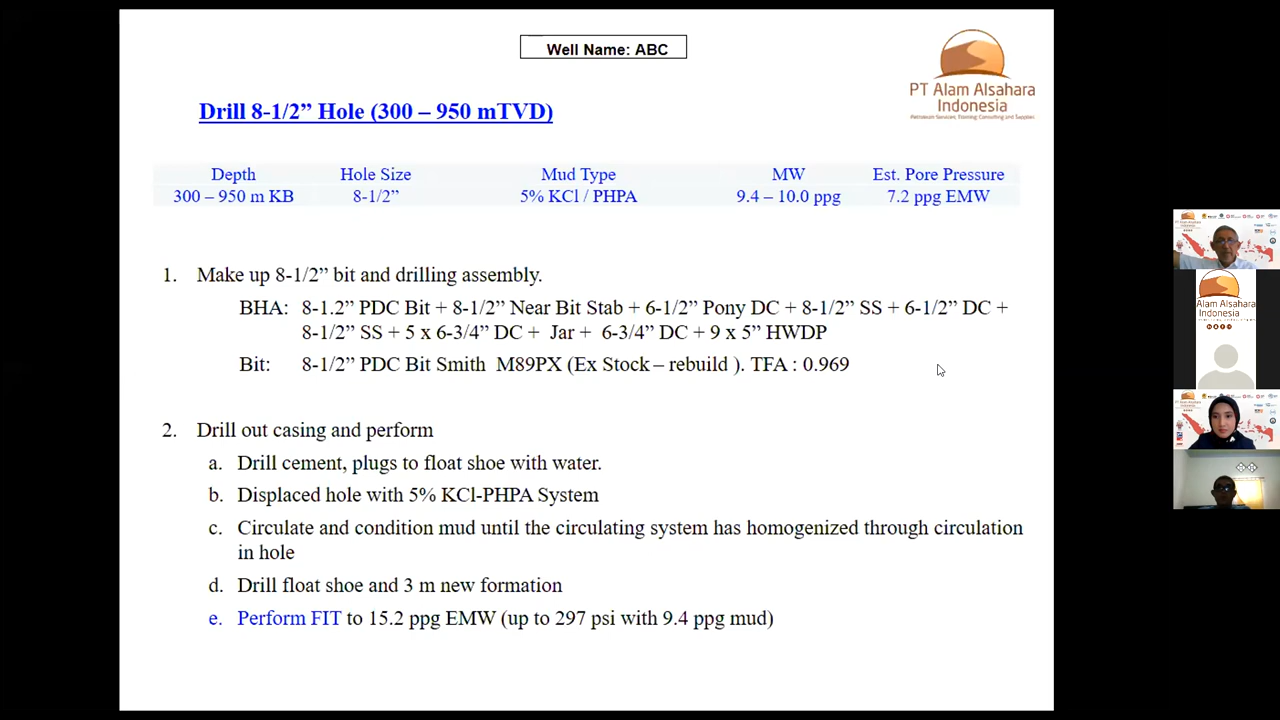 Well Name: ABC
PT Alam Alsahara
Indonesia
Petroleum Services, Training, Consulting and Supplies
Drill 8-1/2” Hole (300 – 950 mTVD)
Depth Hole Size Mud Type MW Est. Pore Pressure
300 – 950 m KB 8-1/2” 5% KCl / PHPA 9.4 – 10.0 ppg 7.2 ppg EMW
1. Make up 8-1/2” bit and drilling assembly.
BHA: 8-1.2” PDC Bit + 8-1/2” Near Bit Stab + 6-1/2” Pony DC + 8-1/2” SS + 6-1/2” DC +
8-1/2” SS + 5 x 6-3/4” DC + Jar + 6-3/4” DC + 9 x 5” HWDP
Bit: 8-1/2” PDC Bit Smith M89PX (Ex Stock – rebuild ). TFA : 0.969
2. Drill out casing and perform
a. Drill cement, plugs to float shoe with water.
b. Displaced hole with 5% KCl-PHPA System
c. Circulate and condition mud until the circulating system has homogenized through circulation
in hole
d. Drill float shoe and 3 m new formation
e. Perform FIT to 15.2 ppg EMW (up to 297 psi with 9.4 ppg mud)
Alam Alsahara
Indonesia